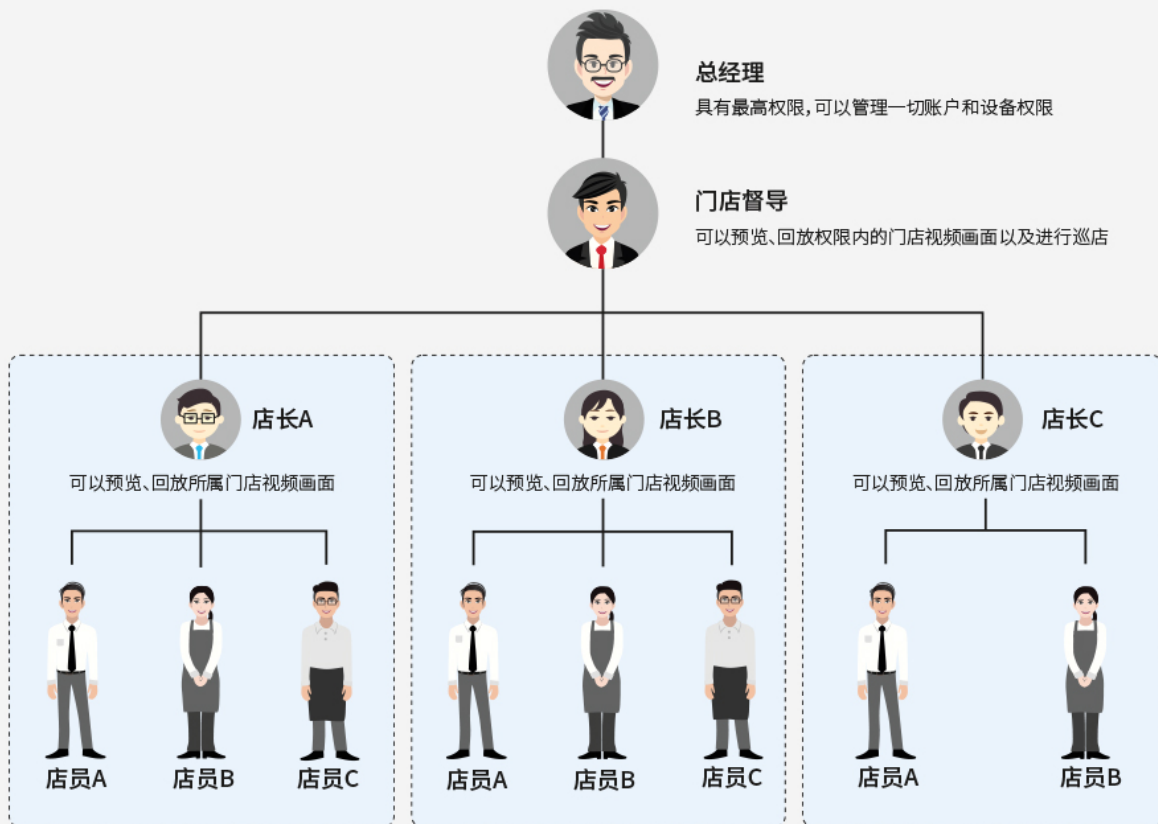 总经理
具有最高权限，可以管理一切账户和设备权限
门店督导
可以预览、回放权限内的门店视频画面以及进行巡店
店长A
可以预览、回放所属门店视频画面
店员A
店员B
店员C
店长B
可以预览、回放所属门店视频画面
店员A
店员B
店员C
店长C
可以预览、回放所属门店视频画面
店员A
店员B